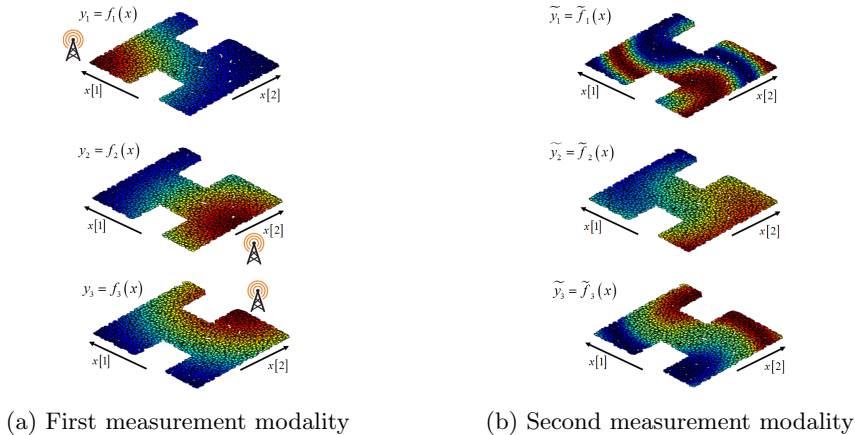 y₁ = f₁(x)
x[1]
x[2]
y₂ = f₂(x)
x[1]
x[2]
y₃ = f₃(x)
x[1]
x[2]
(a) First measurement modality
ỹ₁ = f̃₁(x)
x[1]
x[2]
ỹ₂ = f̃₂(x)
x[1]
x[2]
ỹ₃ = f̃₃(x)
x[1]
x[2]
(b) Second measurement modality